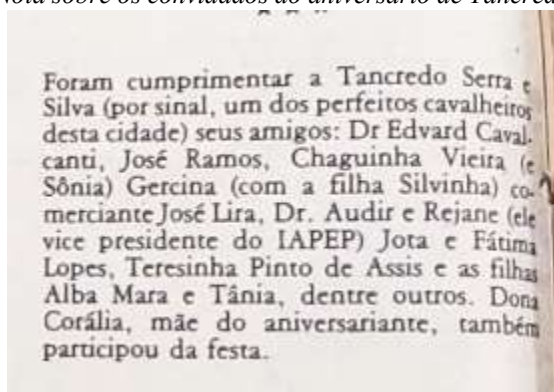 sobre os convidados do aniversário de Tancred
* * *
Foram cumprimentar a Tancredo Serra e
Silva (por sinal, um dos perfeitos cavalheiros
desta cidade) seus amigos: Dr Edvard Caval-
canti, José Ramos, Chaguinha Vieira (e
Sônia) Gercina (com a filha Silvinha) co-
merciante José Lira, Dr. Audir e Rejane (ele
vice presidente do IAPEP) Jota e Fátima
Lopes, Teresinha Pinto de Assis e as filhas
Alba Mara e Tânia, dentre outros. Dona
Corália, mãe do aniversariante, também
participou da festa.